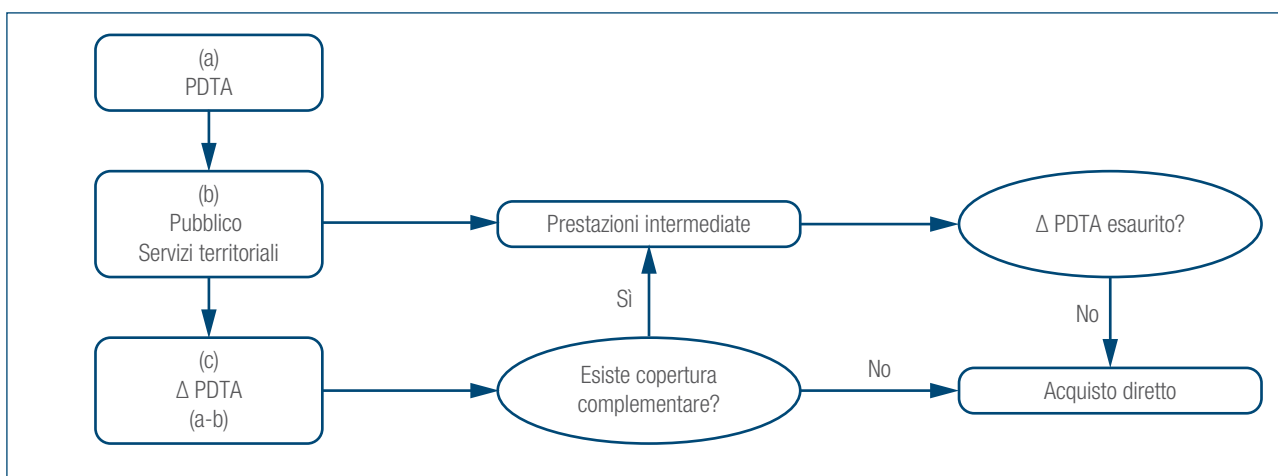 (a)
PDTA
(b)
Pubblico
Servizi territoriali
Prestazioni intermediate
Δ PDTA esaurito?
Sì
No
(c)
Δ PDTA
(a-b)
Esiste copertura
complementare?
No
Acquisto diretto